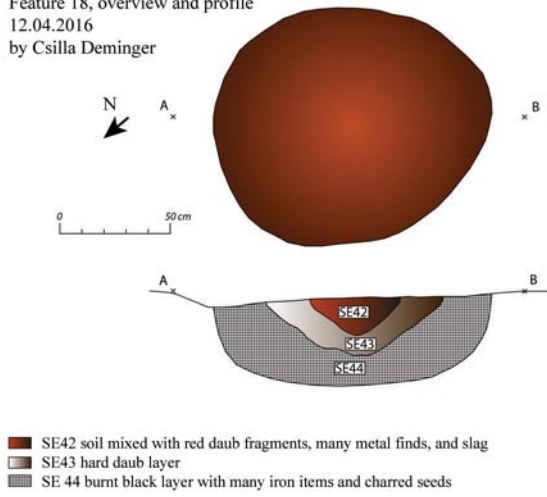 Feature 18, overview and profile
12.04.2016
by Csilla Deminger
N
A
B
0 50 cm
A
B
SE42
SE43
SE44
SE42 soil mixed with red daub fragments, many metal finds, and slag
SE43 hard daub layer
SE 44 burnt black layer with many iron items and charred seeds